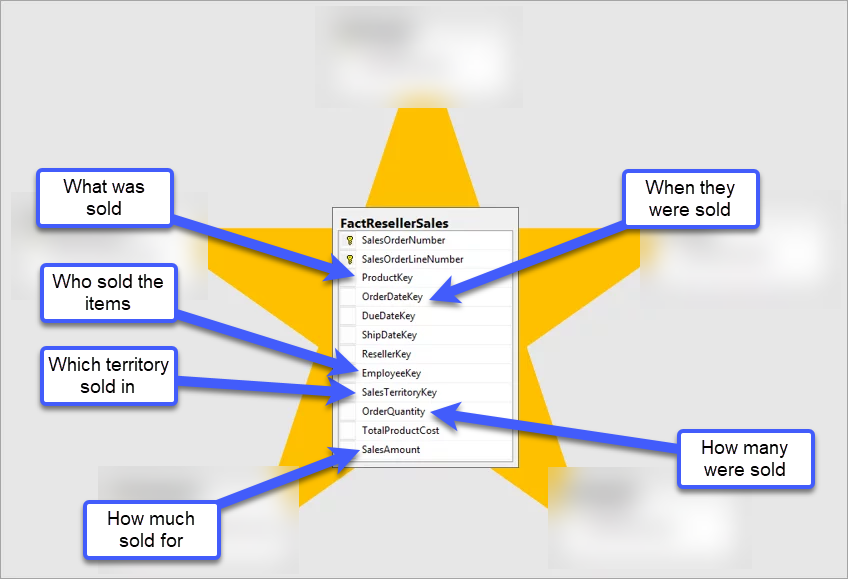 What was
sold
When they
were sold
FactResellerSales
SalesOrderNumber
SalesOrderLineNumber
ProductKey
OrderDateKey
DueDateKey
ShipDateKey
ResellerKey
EmployeeKey
SalesTerritoryKey
OrderQuantity
TotalProductCost
SalesAmount
Who sold the
items
Which territory
sold in
How many
were sold
How much
sold for